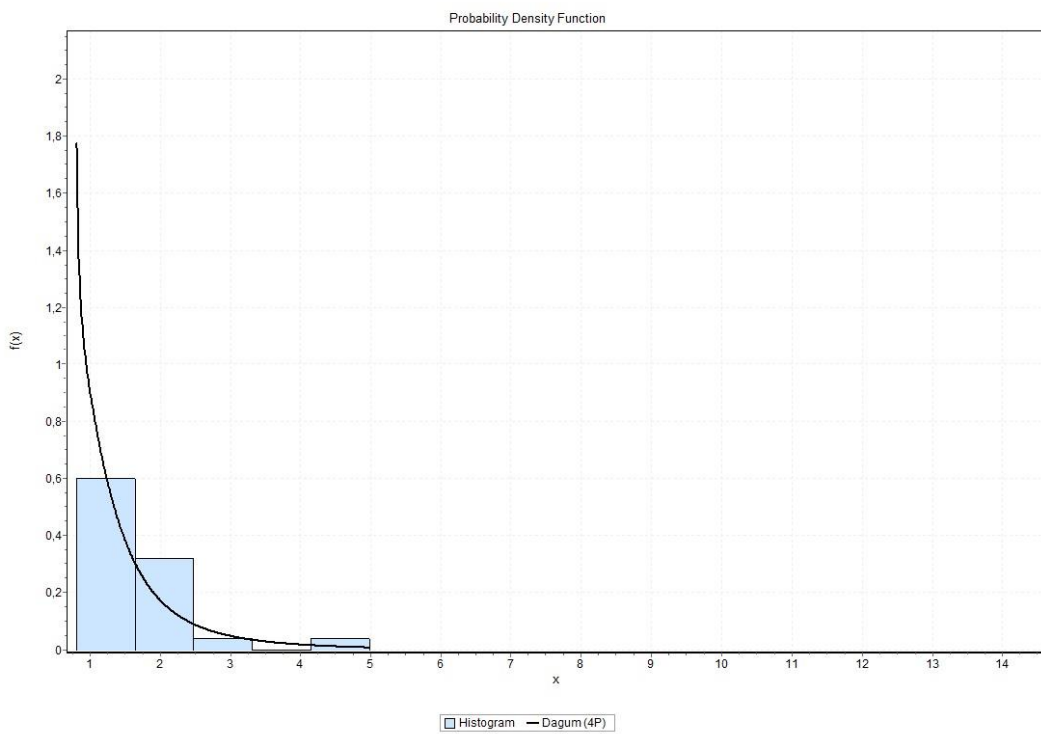 Probability Density Function
2
1,8
1,6
1,4
1,2
1
0,8
0,6
0,4
0,2
0
f(x)
1 2 3 4 5 6 7 8 9 10 11 12 13 14
x
Histogram Dagum (4P)